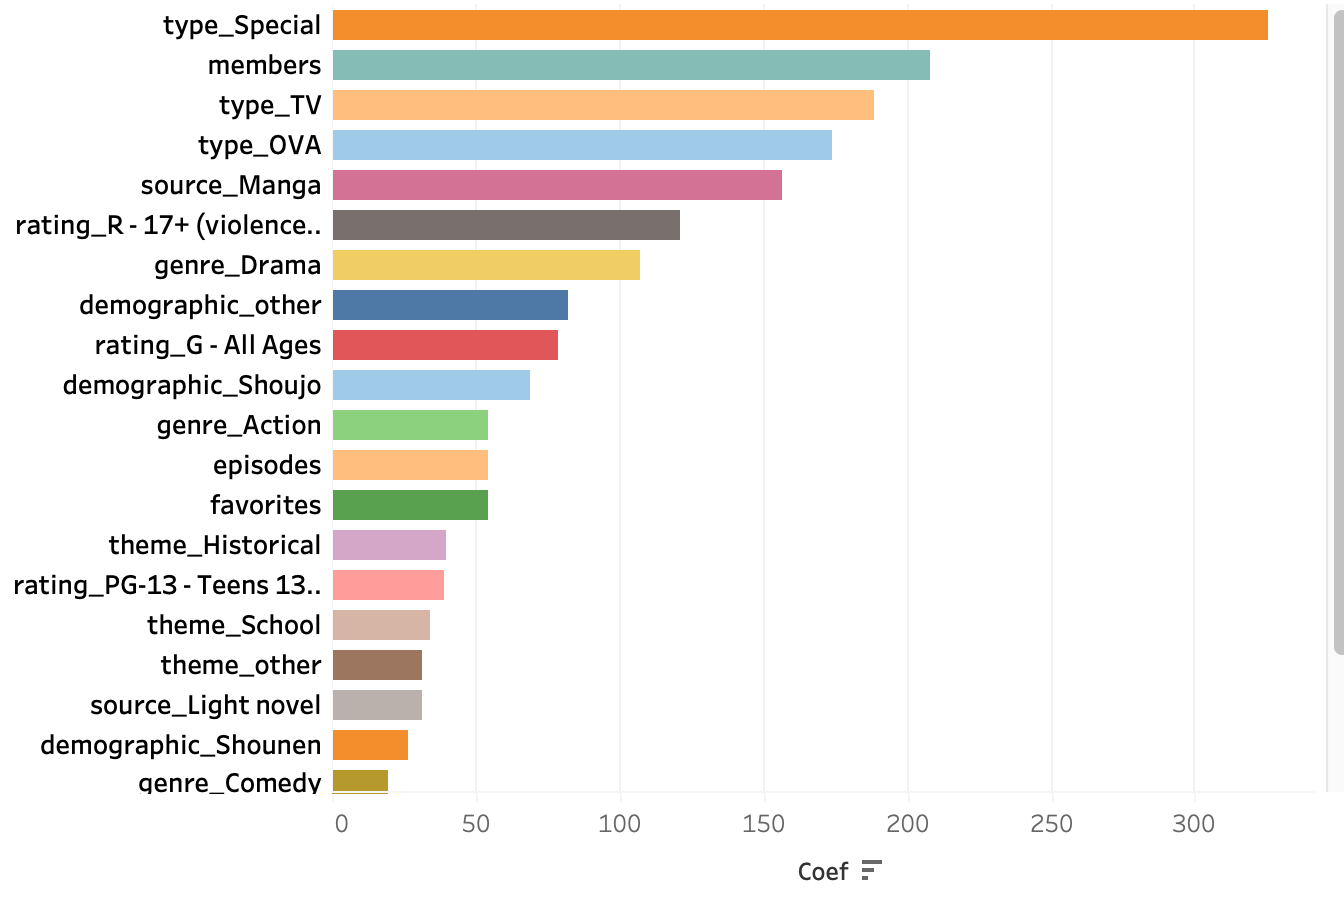 type_Special
members
type_TV
type_OVA
source_Manga
rating_R - 17+ (violence..
genre_Drama
demographic_other
rating_G - All Ages
demographic_Shoujo
genre_Action
episodes
favorites
theme_Historical
rating_PG-13 - Teens 13..
theme_School
theme_other
source_Light novel
demographic_Shounen
genre_Comedy
0 50 100 150 200 250 300
Coef